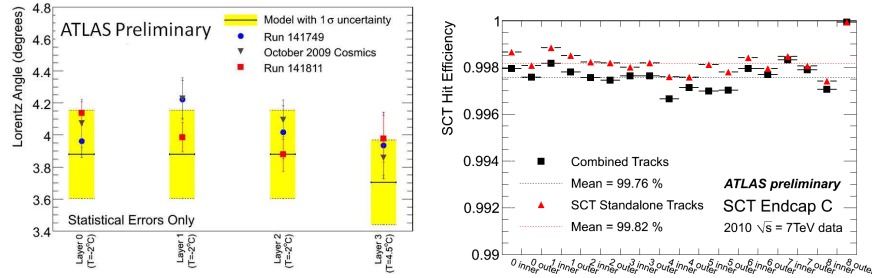 Lorentz Angle (degrees)
4.8
4.6
4.4
4.2
4
3.8
3.6
3.4
ATLAS Preliminary
Model with 1 σ uncertainty
Run 141749
October 2009 Cosmics
Run 141811
Statistical Errors Only
Layer 0
(T=-2°C)
Layer 1
(T=-2°C)
Layer 2
(T=-2°C)
Layer 3
(T=4.5°C)
SCT Hit Efficiency
1
0.998
0.996
0.994
0.992
0.99
Combined Tracks
Mean = 99.76 %
SCT Standalone Tracks
Mean = 99.82 %
ATLAS preliminary
SCT Endcap C
2010 √s = 7TeV data
0 inner
0 outer
1 inner
1 outer
2 inner
2 outer
3 inner
3 outer
4 inner
4 outer
5 inner
5 outer
6 inner
6 outer
7 inner
7 outer
8 inner
8 outer